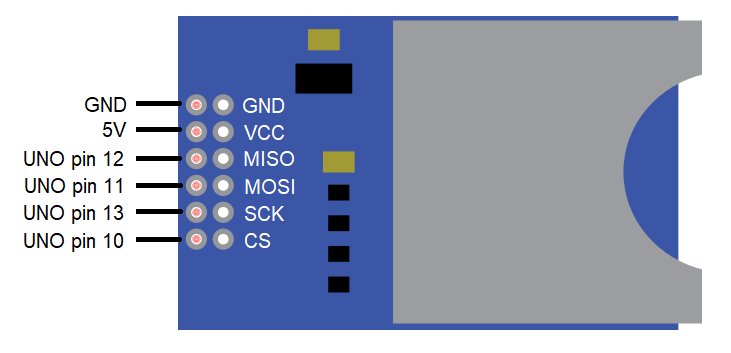 GND GND
5V VCC
UNO pin 12 MISO
UNO pin 11 MOSI
UNO pin 13 SCK
UNO pin 10 CS